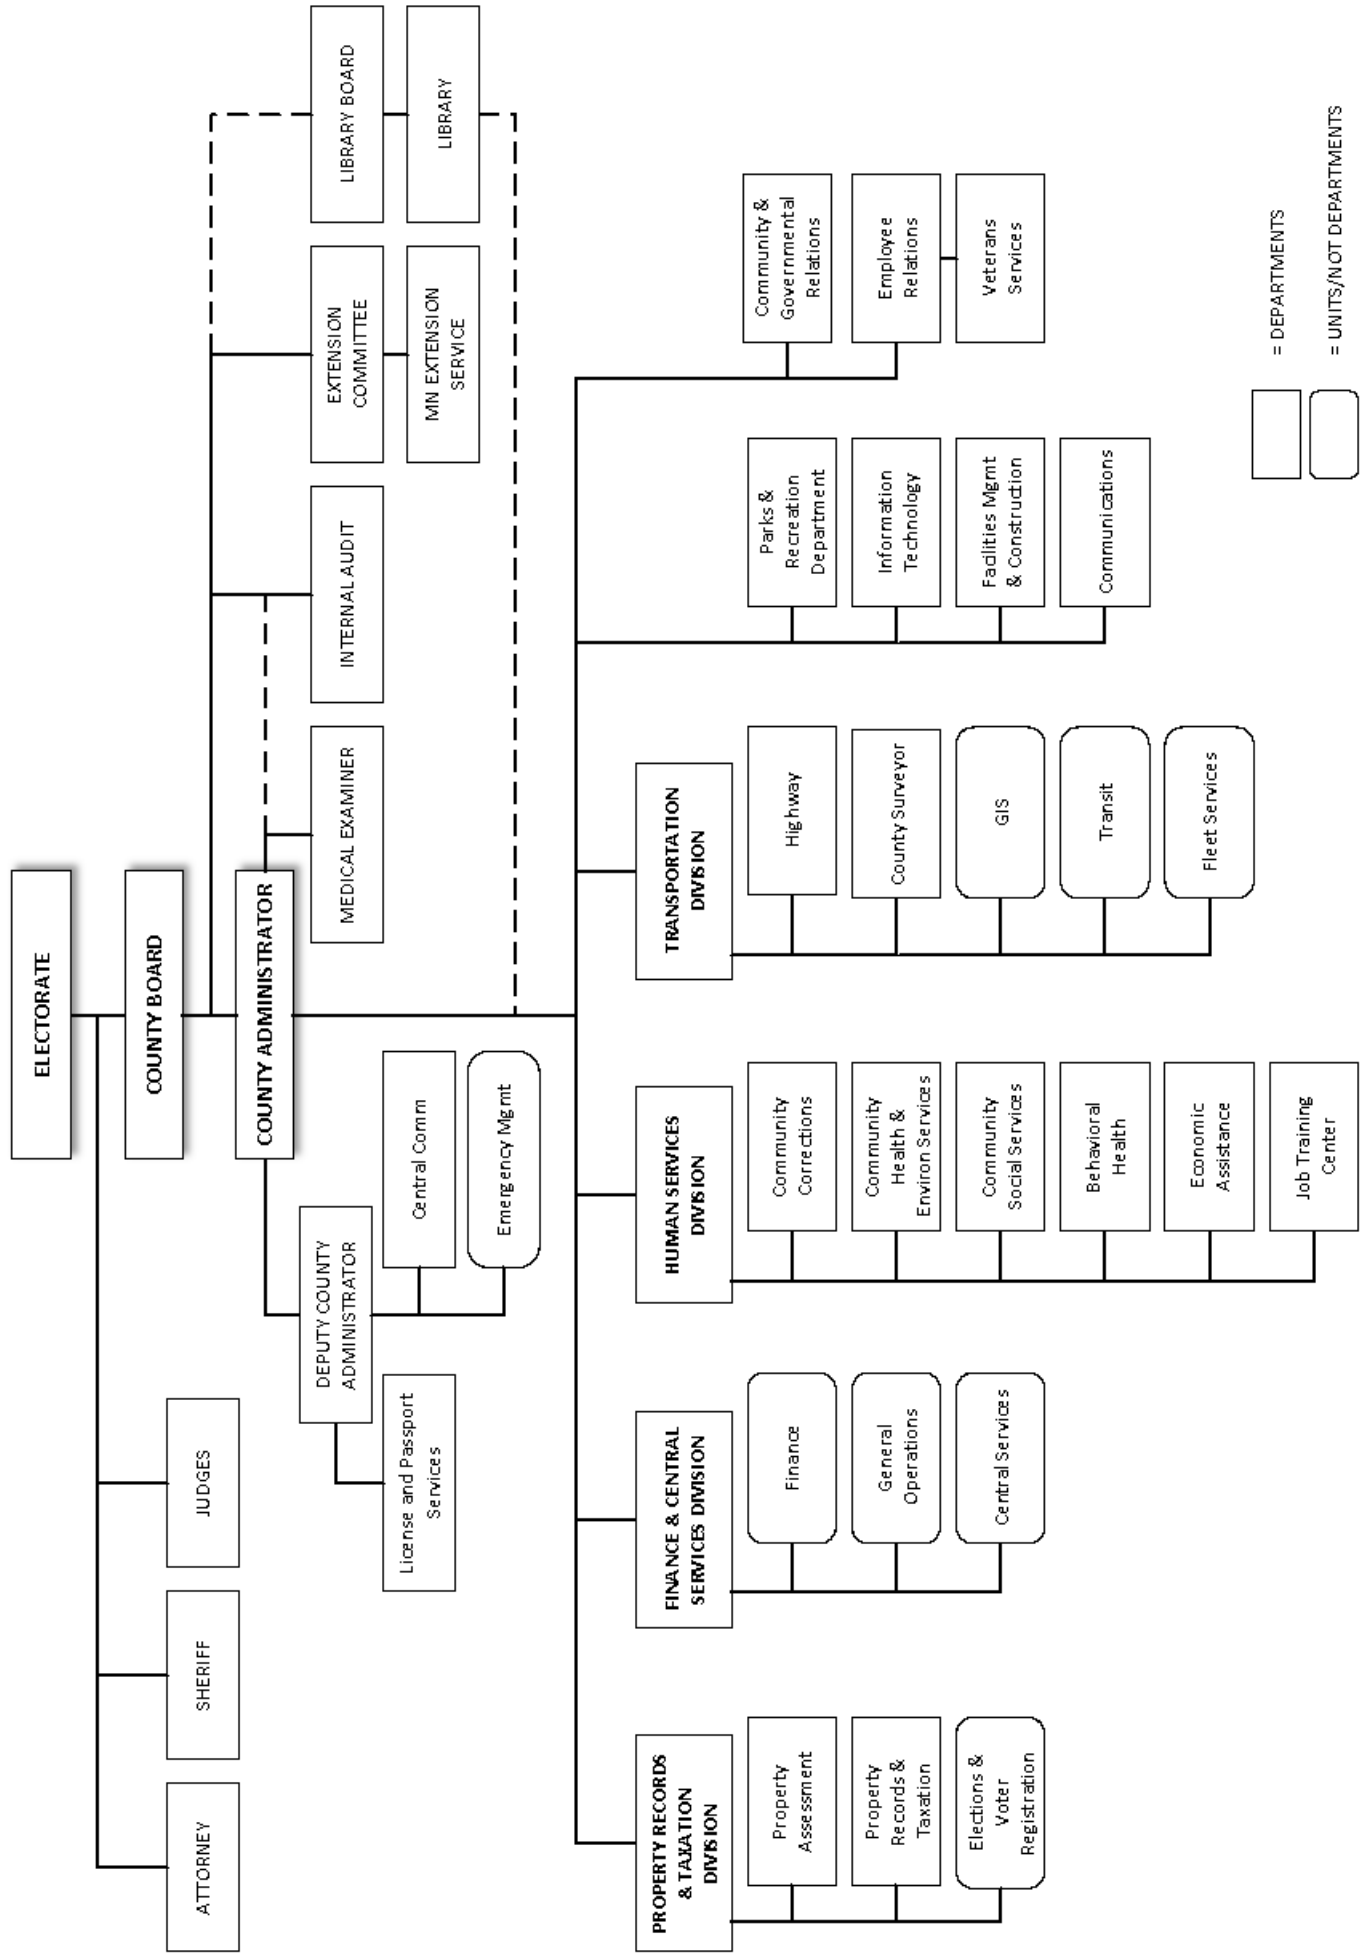 ELECTORATE
COUNTY BOARD
COUNTY ADMINISTRATOR
ATTORNEY
SHERIFF
JUDGES
DEPUTY COUNTY
ADMINISTRATOR
License and Passport
Services
Central Comm
Emergency Mgmt
MEDICAL EXAMINER
INTERNAL AUDIT
EXTENSION
COMMITTEE
MN EXTENSION
SERVICE
LIBRARY BOARD
LIBRARY
PROPERTY RECORDS
& TAXATION
DIVISION
Property
Assessment
Property
Records &
Taxation
Elections &
Voter
Registration
FINANCE & CENTRAL
SERVICES DIVISION
Finance
General
Operations
Central Services
HUMAN SERVICES
DIVISION
Community
Corrections
Community
Health &
Environ Services
Community
Social Services
Behavioral
Health
Economic
Assistance
Job Training
Center
TRANSPORTATION
DIVISION
Highway
County Surveyor
GIS
Transit
Fleet Services
Parks &
Recreation
Department
Information
Technology
Facilities Mgmt
& Construction
Communications
Community &
Governmental
Relations
Employee
Relations
Veterans
Services
= DEPARTMENTS
= UNITS/NOT DEPARTMENTS